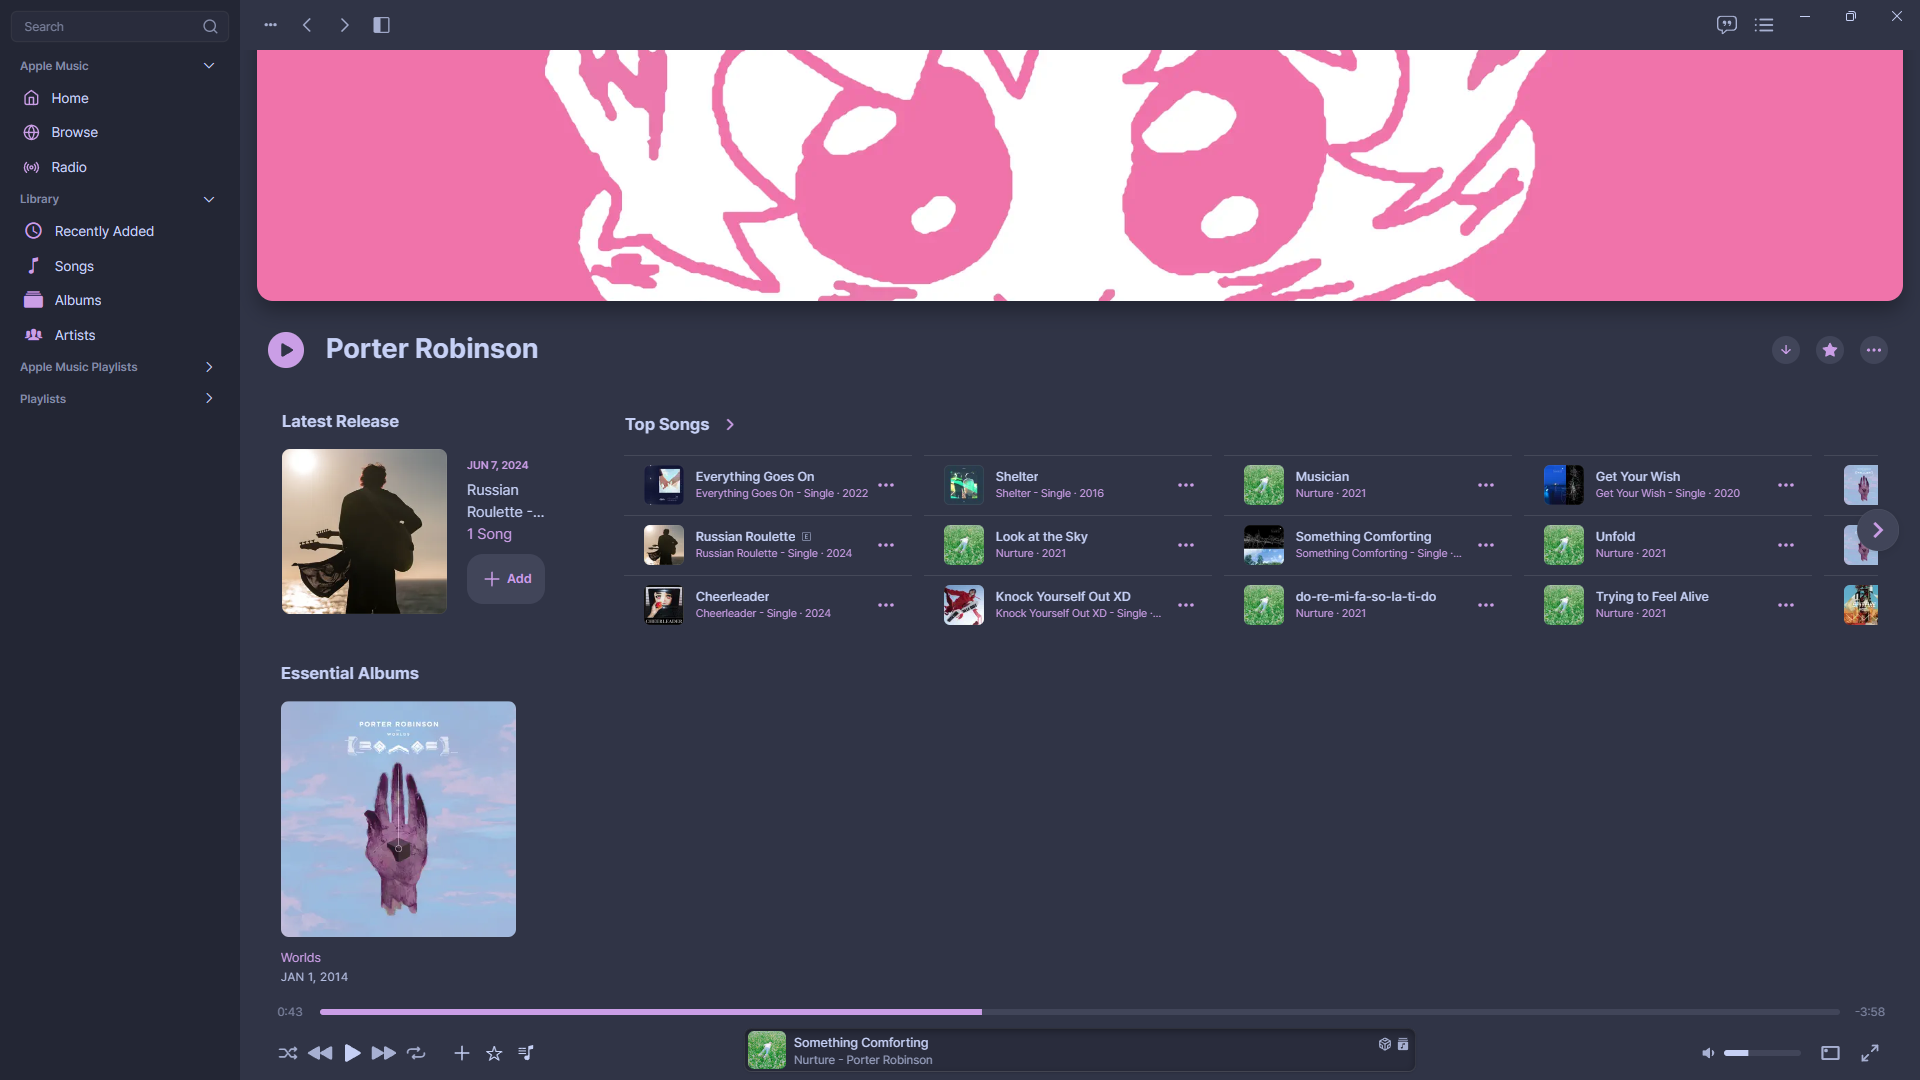 Search
Apple Music
Home
Browse
Radio
Library
Recently Added
Songs
Albums
Artists
Apple Music Playlists
Playlists
Porter Robinson
Latest Release
JUN 7, 2024
Russian
Roulette -...
1 Song
Add
Top Songs
Everything Goes On
Everything Goes On - Single · 2022
Russian Roulette E
Russian Roulette - Single · 2024
Cheerleader
Cheerleader - Single · 2024
Shelter
Shelter - Single · 2016
Look at the Sky
Nurture · 2021
Knock Yourself Out XD
Knock Yourself Out XD - Single ·...
Musician
Nurture · 2021
Something Comforting
Something Comforting - Single ·...
do-re-mi-fa-so-la-ti-do
Nurture · 2021
Get Your Wish
Get Your Wish - Single · 2020
Unfold
Nurture · 2021
Trying to Feel Alive
Nurture · 2021
Essential Albums
PORTER ROBINSON
WORLDS
Worlds
JAN 1, 2014
0:43
-3:58
Something Comforting
Nurture - Porter Robinson